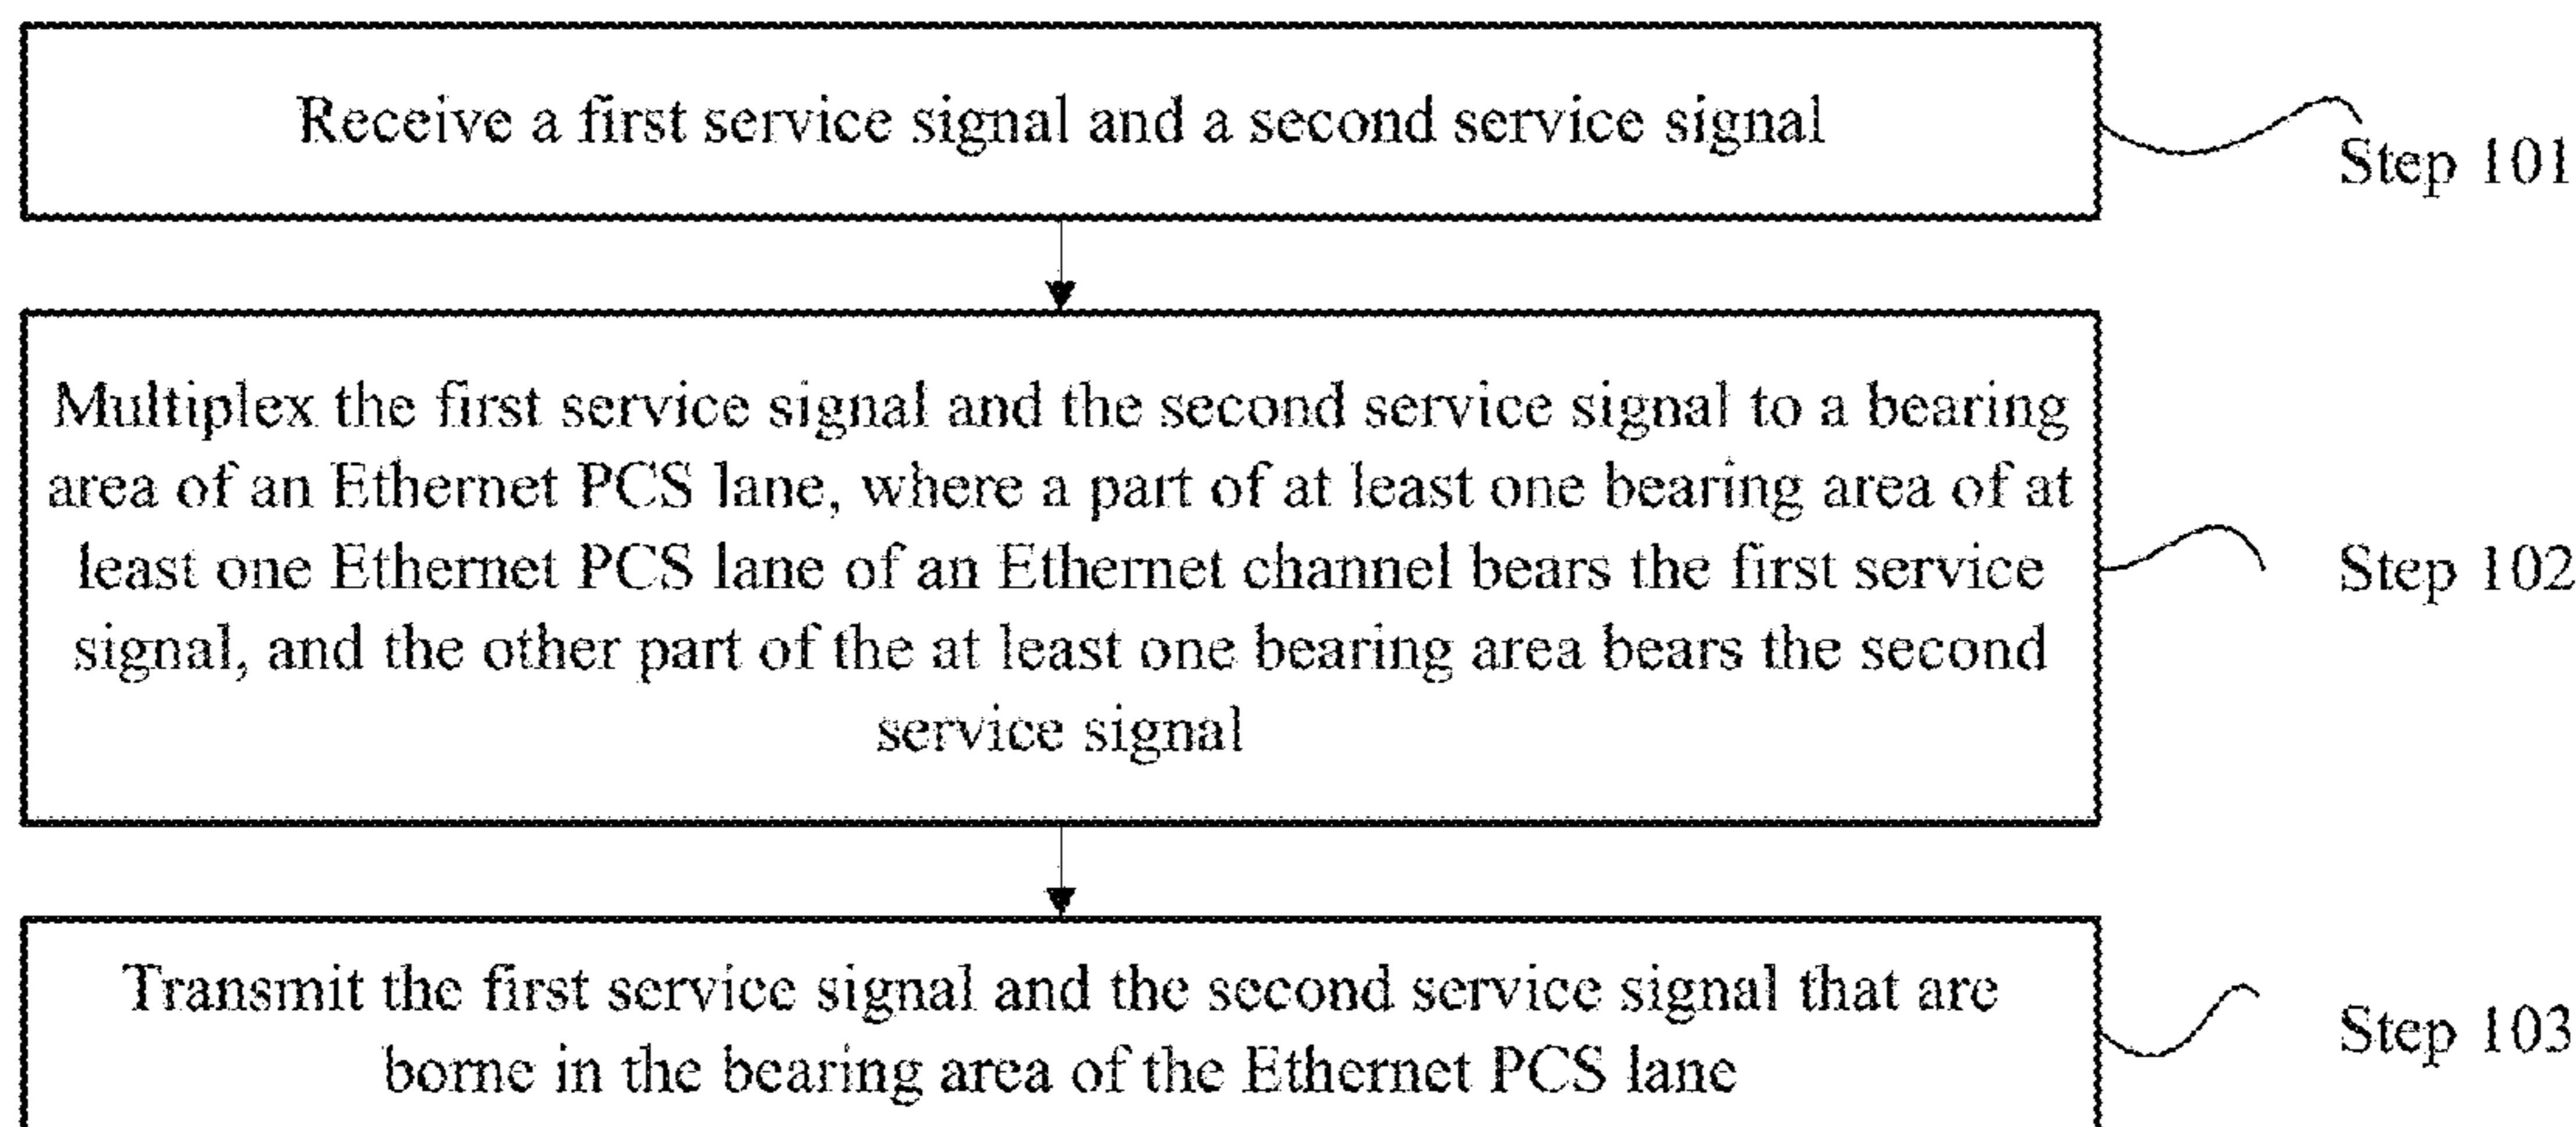 Receive a first service signal and a second service signal
Step 101
Multiplex the first service signal and the second service signal to a bearing
area of an Ethernet PCS lane, where a part of at least one bearing area of at
least one Ethernet PCS lane of an Ethernet channel bears the first service
signal, and the other part of the at least one bearing area bears the second
service signal
Step 102
Transmit the first service signal and the second service signal that are
borne in the bearing area of the Ethernet PCS lane
Step 103